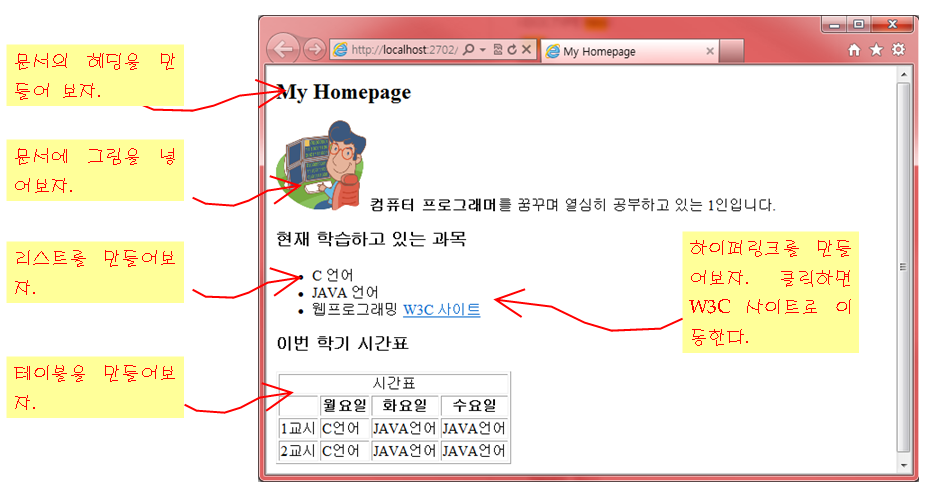 문서의 헤딩을 만
들어 보자.
문서에 그림을 넣
어보자.
리스트를 만들어보
자.
테이블을 만들어보
자.
http://localhost:2702/
My Homepage
My Homepage
컴퓨터 프로그래머를 꿈꾸며 열심히 공부하고 있는 1인입니다.
현재 학습하고 있는 과목
• C 언어
• JAVA 언어
• 웹프로그래밍 W3C 사이트
이번 학기 시간표
시간표
월요일 화요일 수요일
1교시 C언어 JAVA언어 JAVA언어
2교시 C언어 JAVA언어 JAVA언어
하이퍼링크를 만들
어보자. 클릭하면
W3C 사이트로 이
동한다.